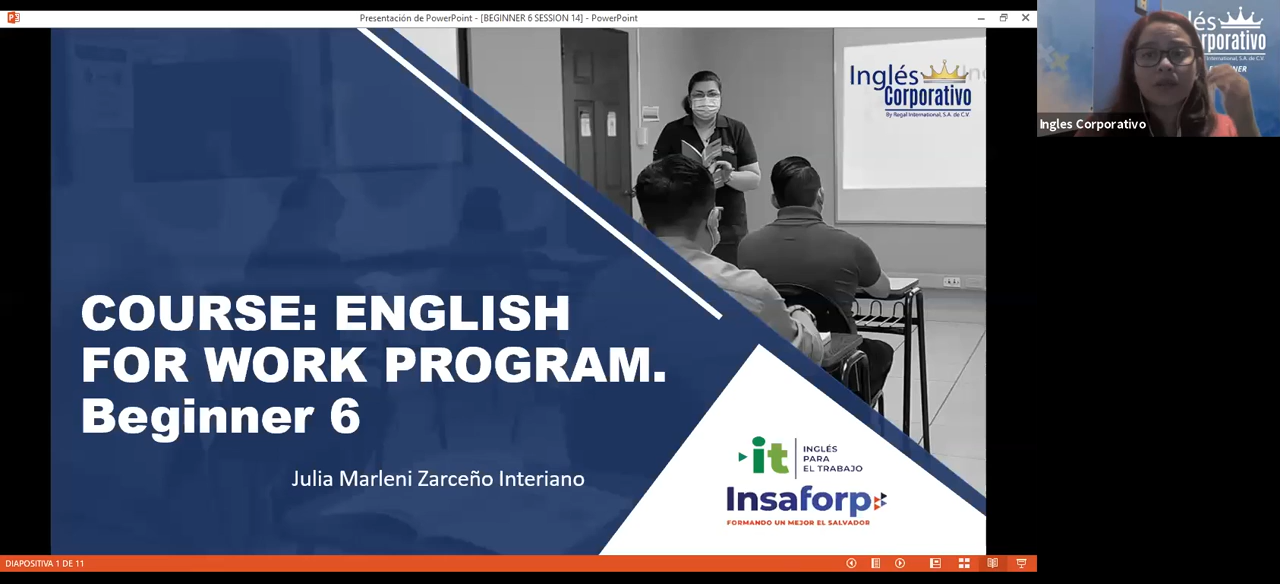 Presentación de PowerPoint - [BEGINNER 6 SESSION 14] - PowerPoint
Inglés
Corporativo
By Regal International, S.A. de C.V.
COURSE: ENGLISH
FOR WORK PROGRAM.
Beginner 6
Julia Marleni Zarceño Interiano
it
INGLÉS
PARA
EL TRABAJO
Insaforp
FORMANDO UN MEJOR EL SALVADOR
DIAPOSITIVA 1 DE 11
Ingles Corporativo